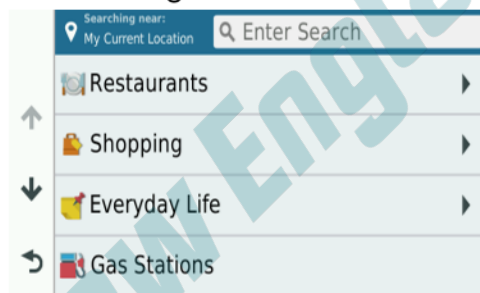 Searching near:
My Current Location
Enter Search
Restaurants
Shopping
Everyday Life
Gas Stations